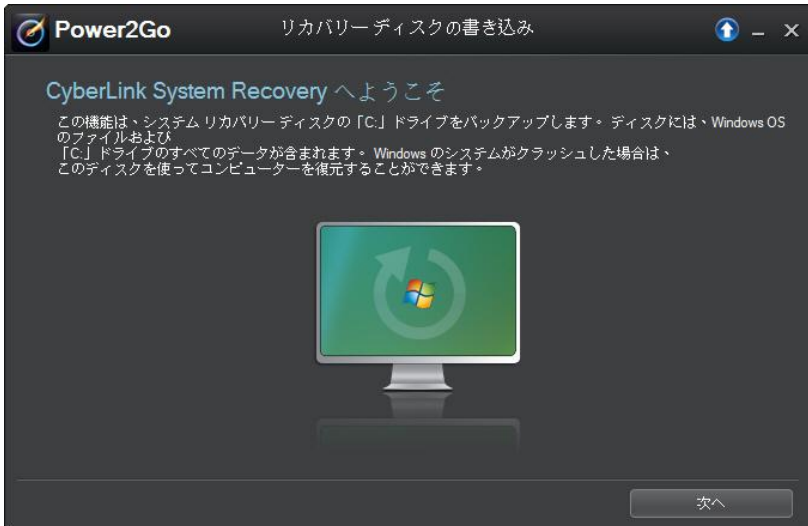 Power2Go
リカバリー ディスクの書き込み
CyberLink System Recovery へようこそ
この機能は、システム リカバリー ディスクの「C:」ドライブをバックアップします。ディスクには、Windows OS
のファイルおよび
「C:」ドライブのすべてのデータが含まれます。Windows のシステムがクラッシュした場合は、
このディスクを使ってコンピューターを復元することができます。
次へ